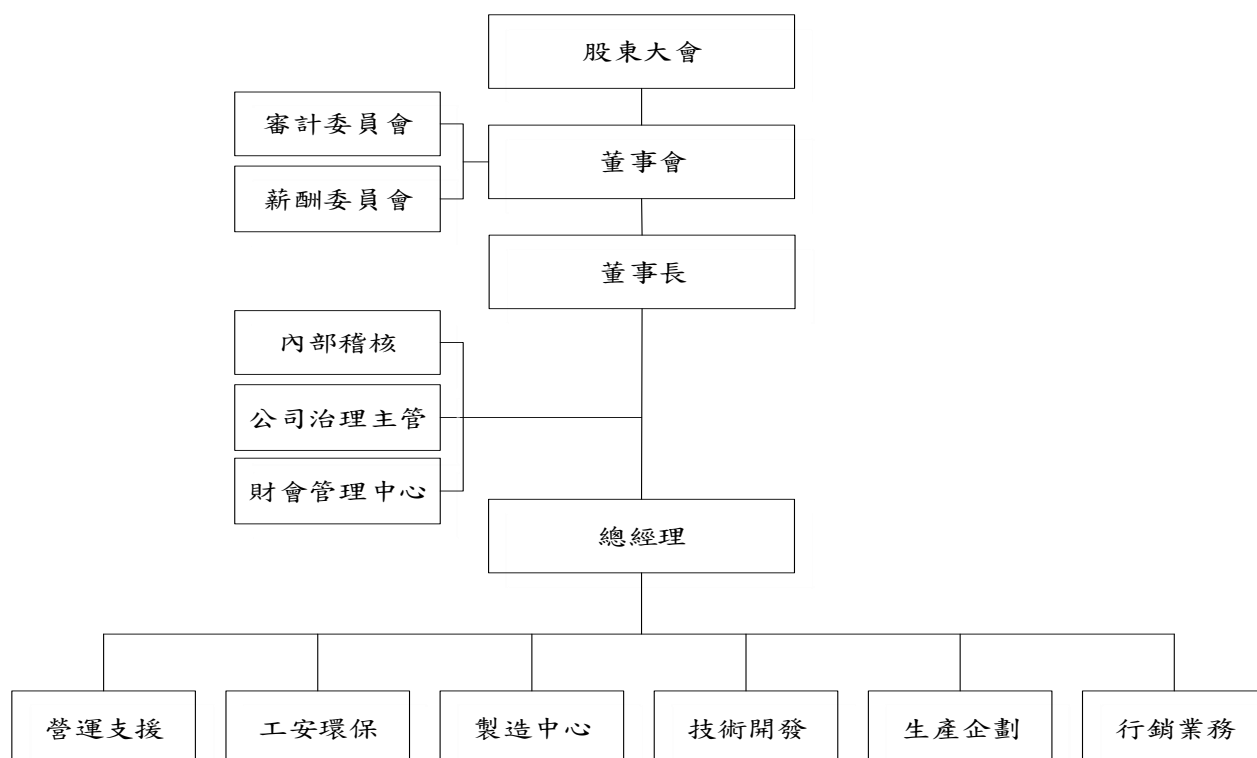 股東大會
審計委員會
董事會
薪酬委員會
董事長
內部稽核
公司治理主管
財會管理中心
總經理
營運支援
工安環保
製造中心
技術開發
生產企劃
行銷業務